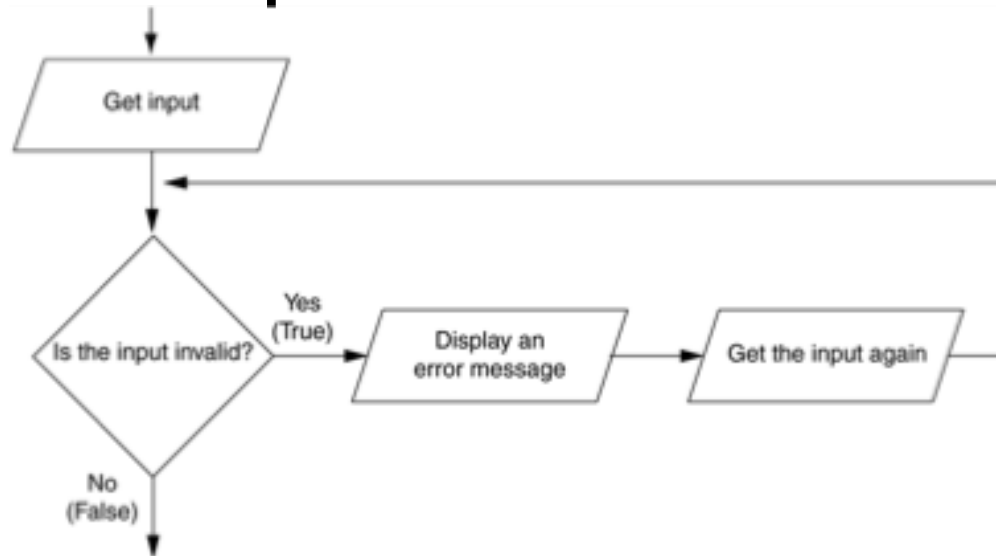 Get input
Is the input invalid?
Yes
(True)
Display an
error message
Get the input again
No
(False)